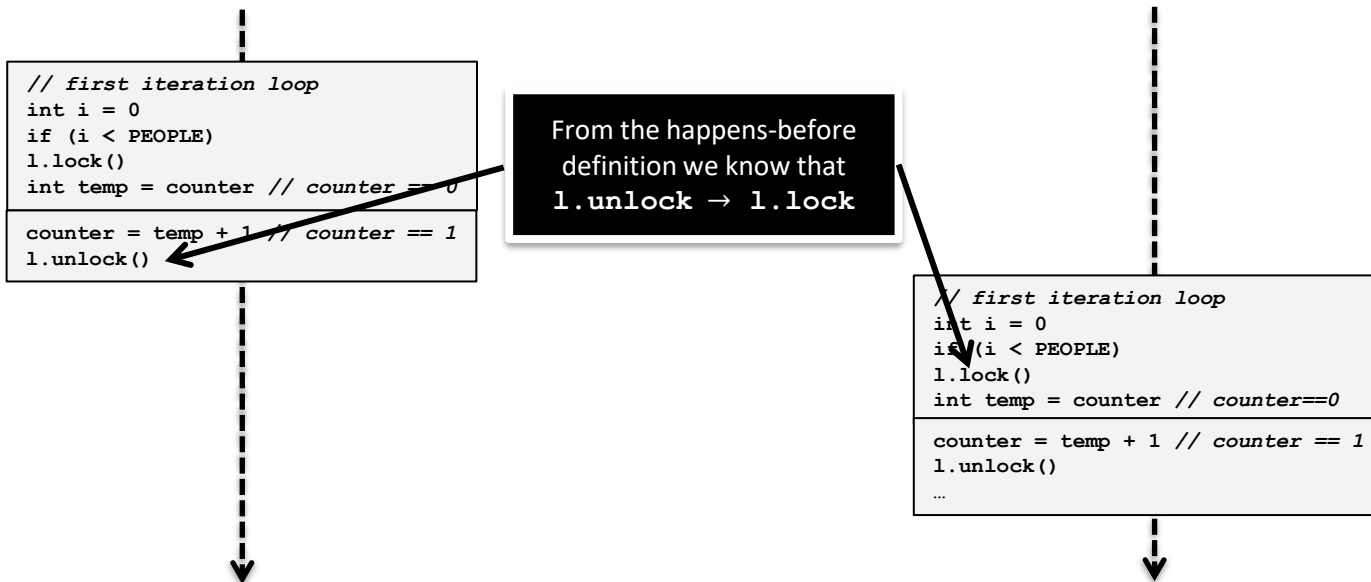 // first iteration loop
int i = 0
if (i < PEOPLE)
l.lock()
int temp = counter // counter == 0
counter = temp + 1 // counter == 1
l.unlock()
From the happens-before
definition we know that
l.unlock → l.lock
// first iteration loop
int i = 0
if (i < PEOPLE)
l.lock()
int temp = counter // counter==0
counter = temp + 1 // counter == 1
l.unlock()
…